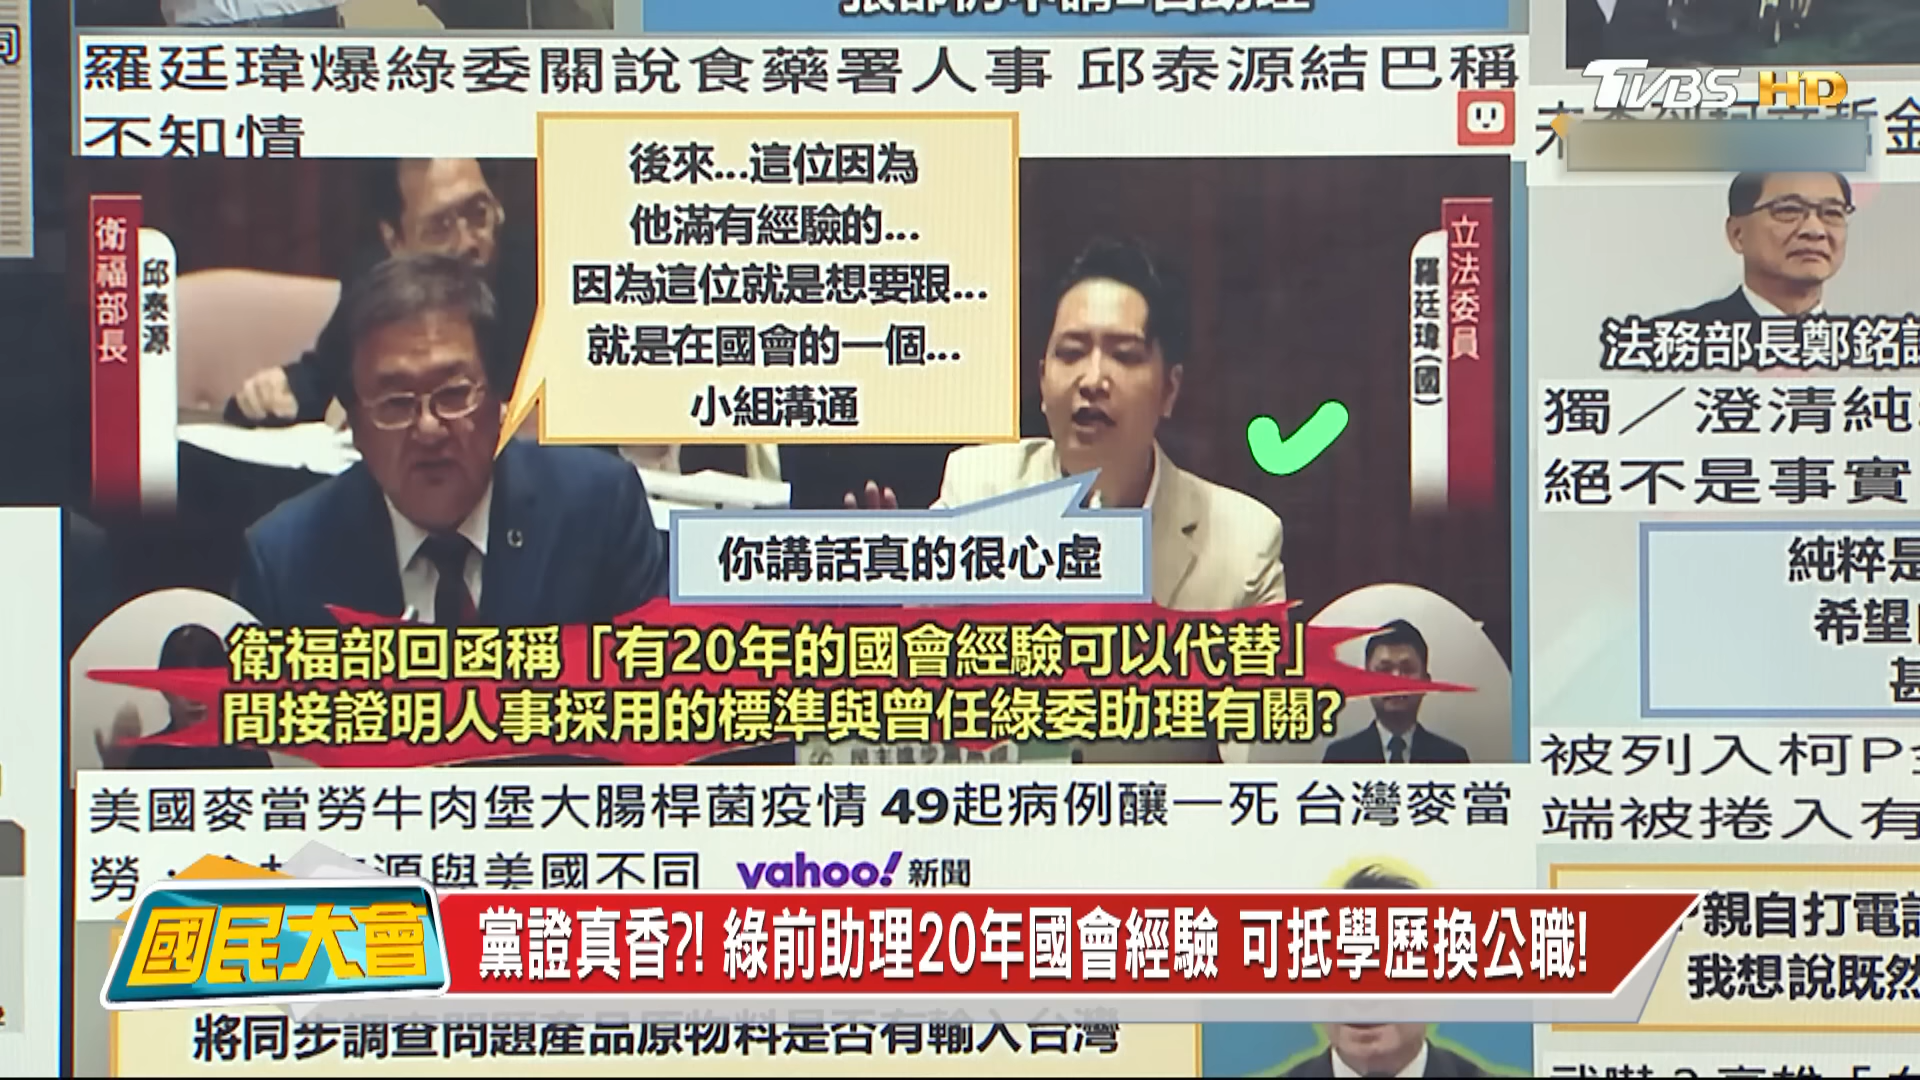 羅廷瑋爆綠委關說食藥署人事 邱泰源結巴稱
不知情
TVBS HD
衛福部長
邱泰源
後來...這位因為
他滿有經驗的...
因為這位就是想要跟...
就是在國會的一個...
小組溝通
立法委員
羅廷瑋(國)
你講話真的很心虛
衛福部回函稱「有20年的國會經驗可以代替」
間接證明人事採用的標準與曾任綠委助理有關?
法務部長鄭銘
獨／澄清純
絕不是事實
純粹是
希望
甚
被列入柯P
端被捲入有
美國麥當勞牛肉堡大腸桿菌疫情 49起病例釀一死 台灣麥當
勞
源與美國不同
yahoo!新聞
親自打電話
我想說既然
國民大會
黨證真香?! 綠前助理20年國會經驗 可抵學歷換公職!
將同步調查問題產品原物料是否有輸入台灣